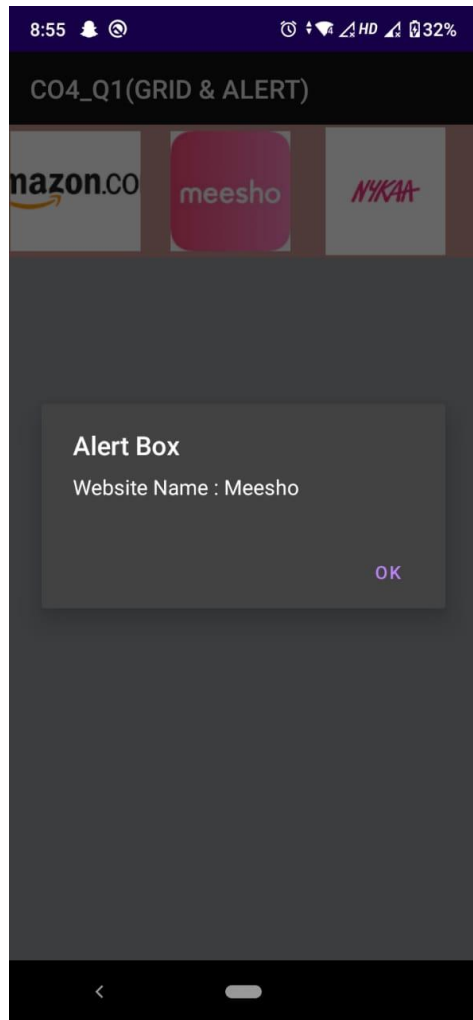 8:55
HD
32%
CO4_Q1(GRID & ALERT)
mazon.co
meesho
NYKAA
Alert Box
Website Name : Meesho
OK